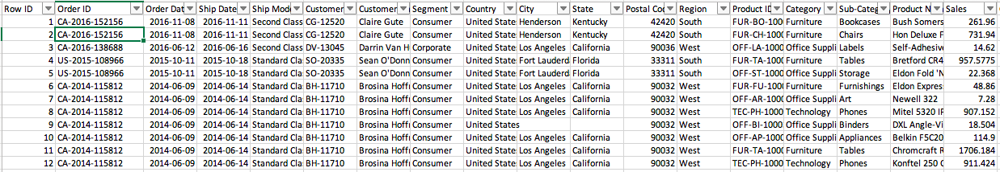 Row ID Order ID Order Dat Ship Date Ship Mod Customer Customer Segment Country City State Postal Co Region Product ID Category Sub-Categ Product N Sales
1 CA-2016-152156 2016-11-08 2016-11-11 Second Class CG-12520 Claire Gute Consumer United State Henderson Kentucky 42420 South FUR-BO-100 Furniture Bookcases Bush Somers 261.96
2 CA-2016-152156 2016-11-08 2016-11-11 Second Class CG-12520 Claire Gute Consumer United State Henderson Kentucky 42420 South FUR-CH-100 Furniture Chairs Hon Deluxe F 731.94
3 CA-2016-138688 2016-06-12 2016-06-16 Second Class DV-13045 Darrin Van H Corporate United State Los Angeles California 90036 West OFF-LA-1000 Office Suppli Labels Self-Adhesiv 14.62
4 US-2015-108966 2015-10-11 2015-10-18 Standard Cla SO-20335 Sean O'Donn Consumer United State Fort Lauderd Florida 33311 South FUR-TA-1000 Furniture Tables Bretford CR4 957.5775
5 US-2015-108966 2015-10-11 2015-10-18 Standard Cla SO-20335 Sean O'Donn Consumer United State Fort Lauderd Florida 33311 South OFF-ST-1000 Office Suppli Storage Eldon Fold 'N 22.368
6 CA-2014-115812 2014-06-09 2014-06-14 Standard Cla BH-11710 Brosina Hoff Consumer United State Los Angeles California 90032 West FUR-FU-100 Furniture Furnishings Eldon Expres 48.86
7 CA-2014-115812 2014-06-09 2014-06-14 Standard Cla BH-11710 Brosina Hoff Consumer United State Los Angeles California 90032 West OFF-AR-1000 Office Suppli Art Newell 322 7.28
8 CA-2014-115812 2014-06-09 2014-06-14 Standard Cla BH-11710 Brosina Hoff Consumer United State Los Angeles California 90032 West TEC-PH-1000 Technology Phones Mitel 5320 IP 907.152
9 CA-2014-115812 2014-06-09 2014-06-14 Standard Cla BH-11710 Brosina Hoff Consumer United States 90032 West OFF-BI-1000 Office Suppli Binders DXL Angle-Vi 18.504
10 CA-2014-115812 2014-06-09 2014-06-14 Standard Cla BH-11710 Brosina Hoff Consumer United State Los Angeles California 90032 West OFF-AP-1000 Office Suppli Appliances Belkin F5C20 114.9
11 CA-2014-115812 2014-06-09 2014-06-14 Standard Cla BH-11710 Brosina Hoff Consumer United State Los Angeles California 90032 West FUR-TA-1000 Furniture Tables Chromcraft R 1706.184
12 CA-2014-115812 2014-06-09 2014-06-14 Standard Cla BH-11710 Brosina Hoff Consumer United State Los Angeles California 90032 West TEC-PH-1000 Technology Phones Konftel 250 C 911.424